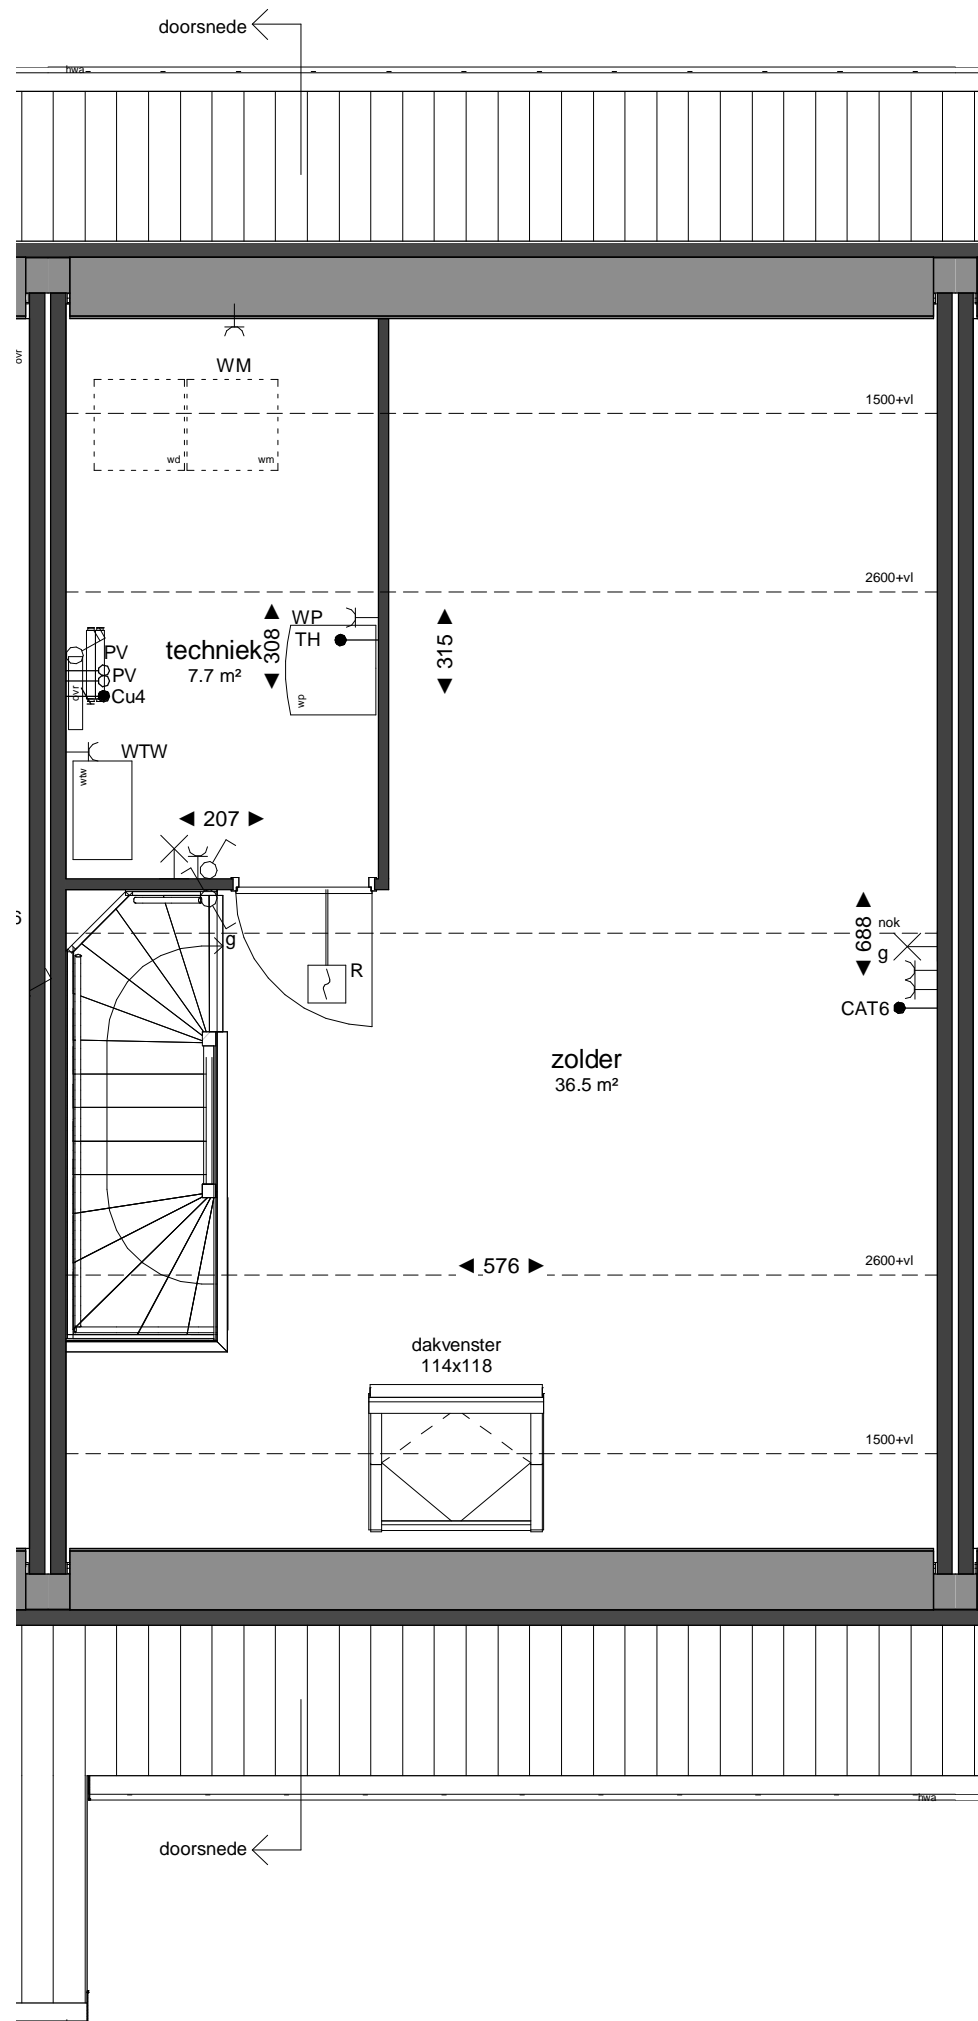 doorsnede
hwa
ovr
WM
1500+vl
wd
wm
2600+vl
WP
TH
308
315
techniek
7.7 m²
PV
PV
ovr
Cu4
wp
WTW
wtw
207
6
g
R
nok
688
g
CAT6
zolder
36.5 m²
2600+vl
576
dakvenster
114x118
1500+vl
hwa
doorsnede